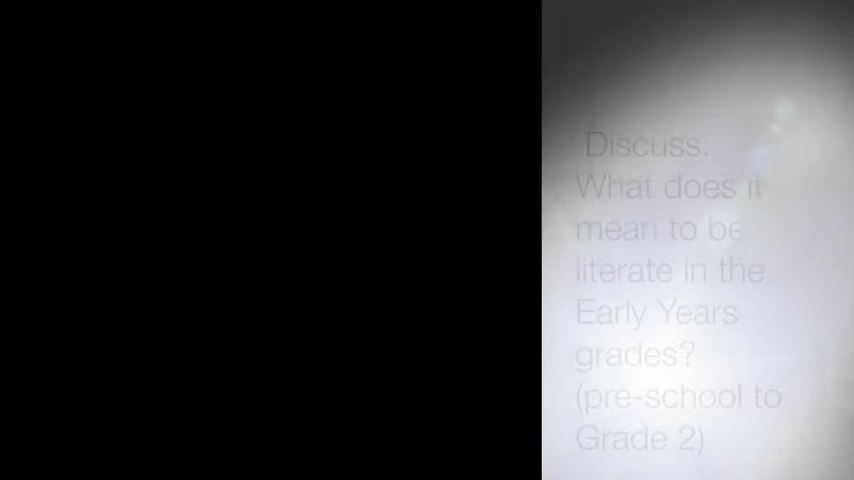 Discuss:
What does it
mean to be
literate in the
Early Years
grades?
(pre-school to
Grade 2)